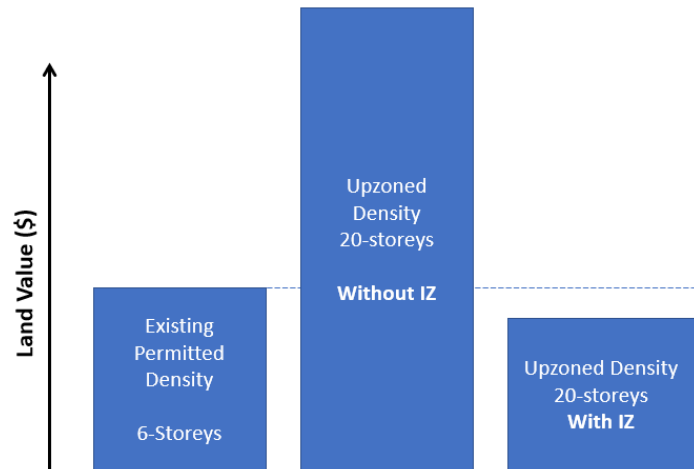 Land Value ($)
Existing
Permitted
Density
6-Storeys
Upzoned
Density
20-storeys
Without IZ
Upzoned Density
20-storeys
With IZ